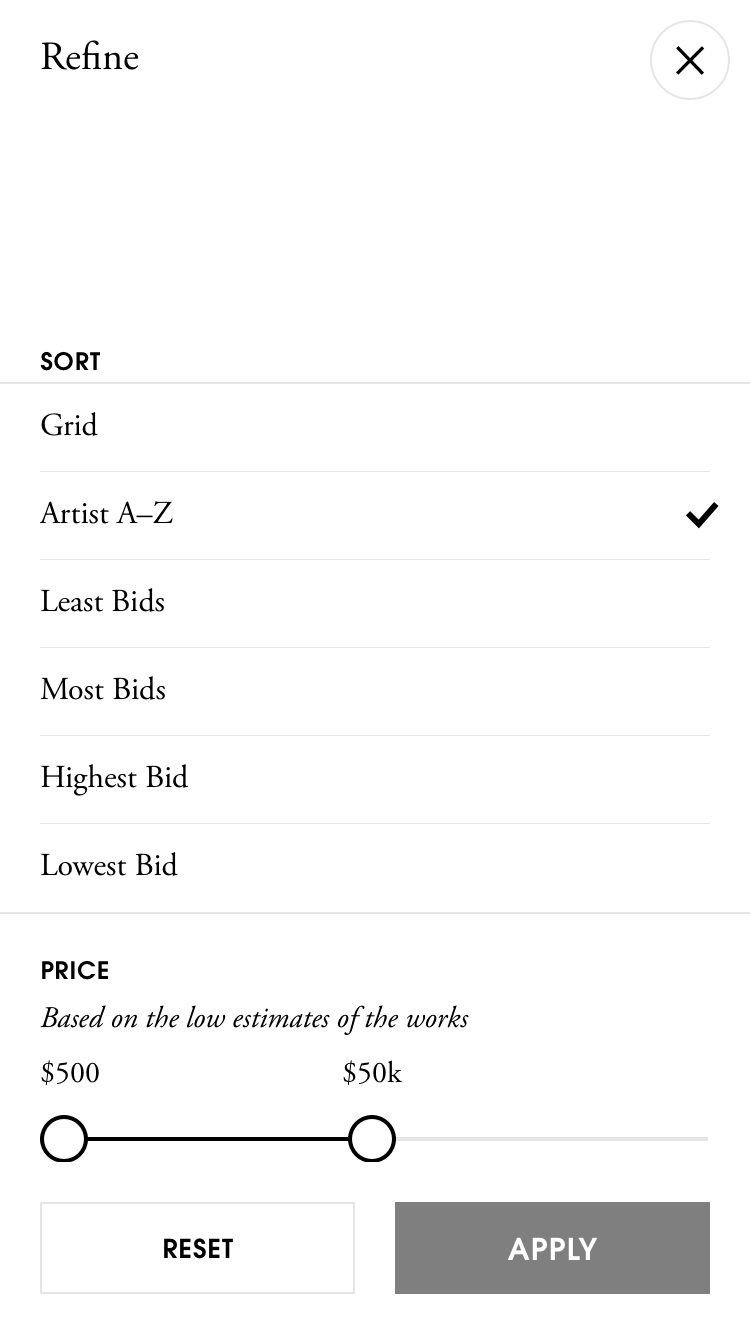 Refine
SORT
Grid
Artist A–Z
Least Bids
Most Bids
Highest Bid
Lowest Bid
PRICE
Based on the low estimates of the works
$500 $50k
RESET APPLY